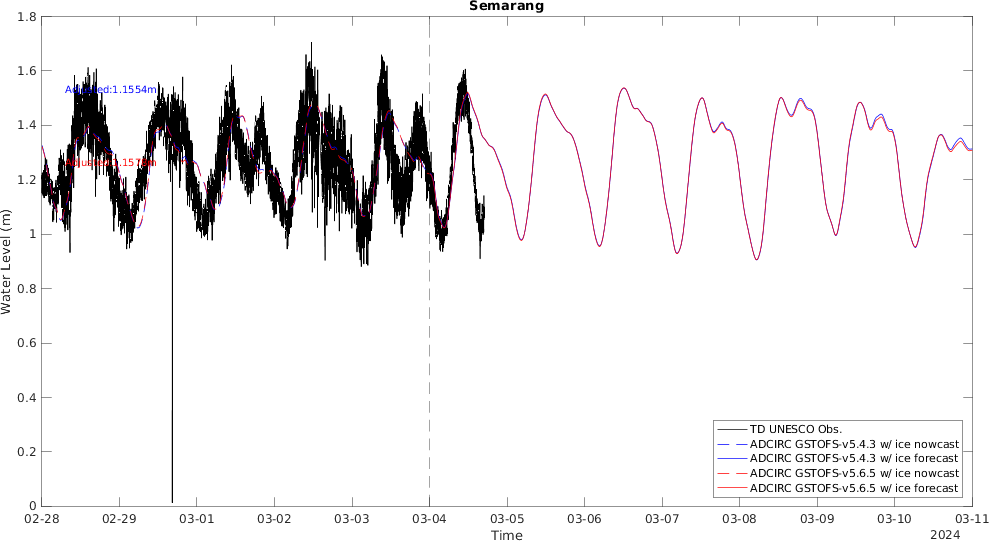 Semarang
1.8
1.6
1.4
1.2
1
0.8
0.6
0.4
0.2
0
Water Level (m)
Adjusted:1.1554m
02-28
02-29
03-01
03-02
03-03
03-04
03-05
03-06
03-07
03-08
03-09
03-10
03-11
Time
2024
TD UNESCO Obs.
ADCIRC GSTOFS-v5.4.3 w/ ice nowcast
ADCIRC GSTOFS-v5.4.3 w/ ice forecast
ADCIRC GSTOFS-v5.6.5 w/ ice nowcast
ADCIRC GSTOFS-v5.6.5 w/ ice forecast